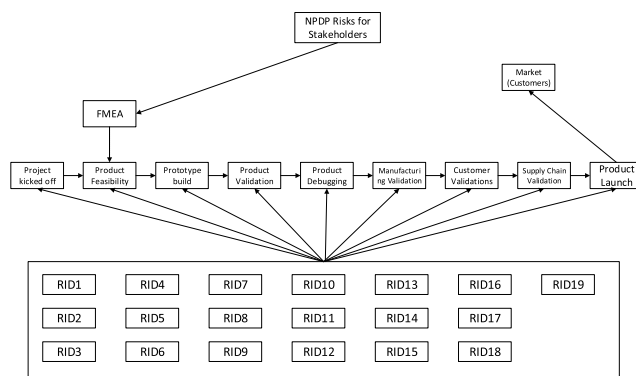 NPDP Risks for
Stakeholders
Market
(Customers)
FMEA
Project
kicked off
Product
Feasibility
Prototype
build
Product
Validation
Product
Debugging
Manufacturi
ng Validation
Customer
Validations
Supply Chain
Validation
Product
Launch
RID1 RID4 RID7 RID10 RID13 RID16 RID19
RID2 RID5 RID8 RID11 RID14 RID17
RID3 RID6 RID9 RID12 RID15 RID18